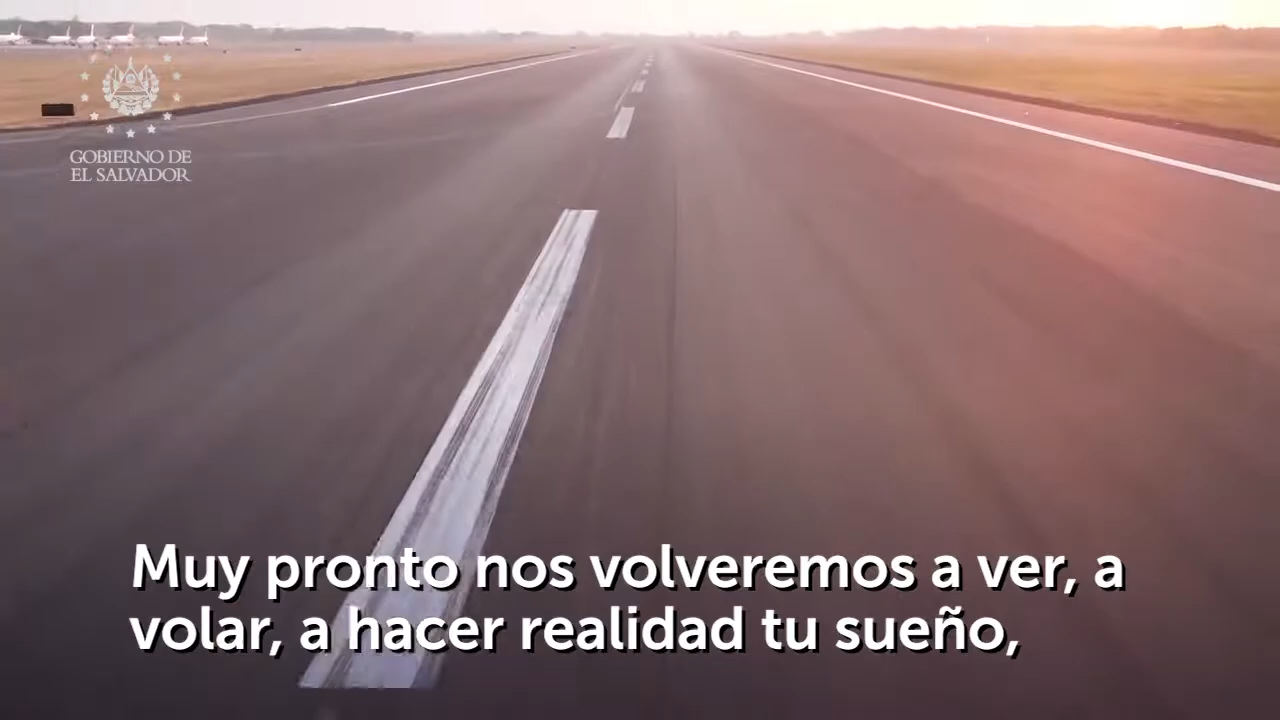 GOBIERNO DE
EL SALVADOR
Muy pronto nos volveremos a ver, a
volar, a hacer realidad tu sueño,